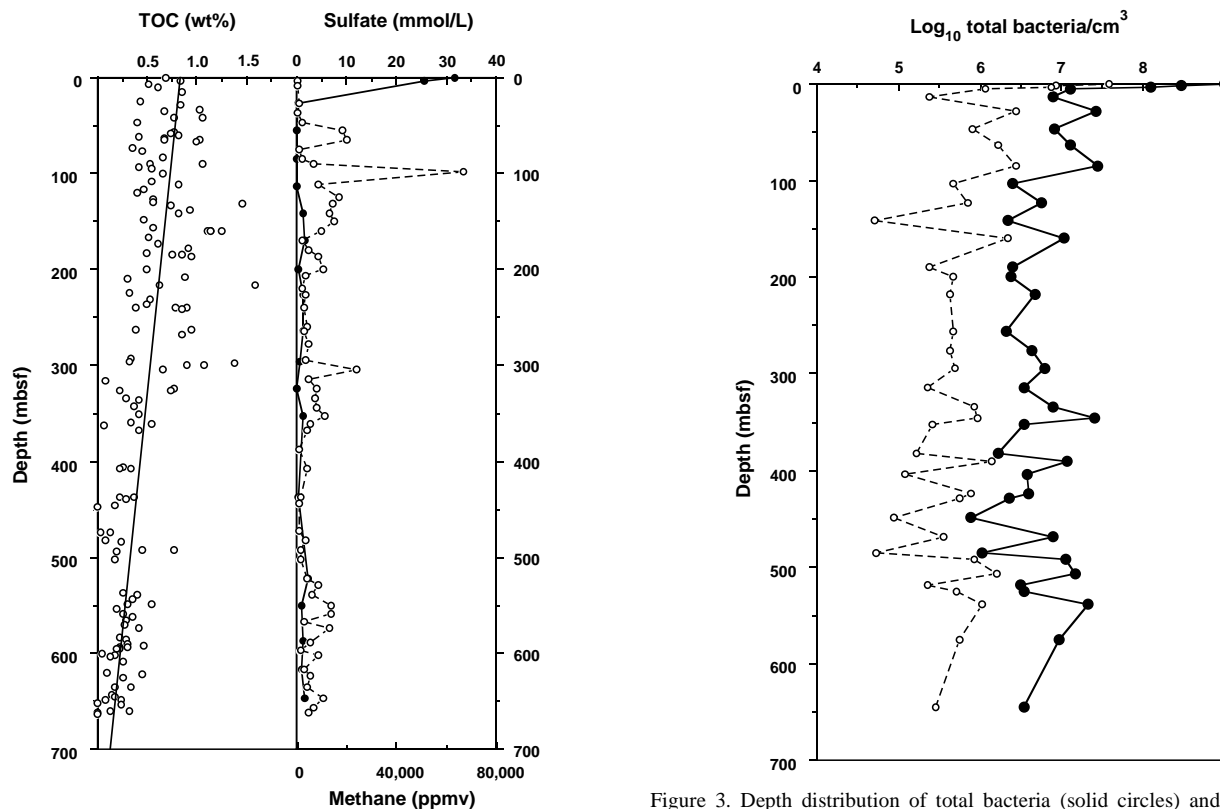 TOC (wt%) Sulfate (mmol/L)
0.5 1.0 1.5 0 10 20 30 40
0 0
100 100
200 200
300 300
400 400
500 500
600 600
700 700
Depth (mbsf)
0 40,000 80,000
Methane (ppmv)
Log10 total bacteria/cm3
4 5 6 7 8
0
100
200
300
400
500
600
700
Depth (mbsf)
Figure 3. Depth distribution of total bacteria (solid circles) and